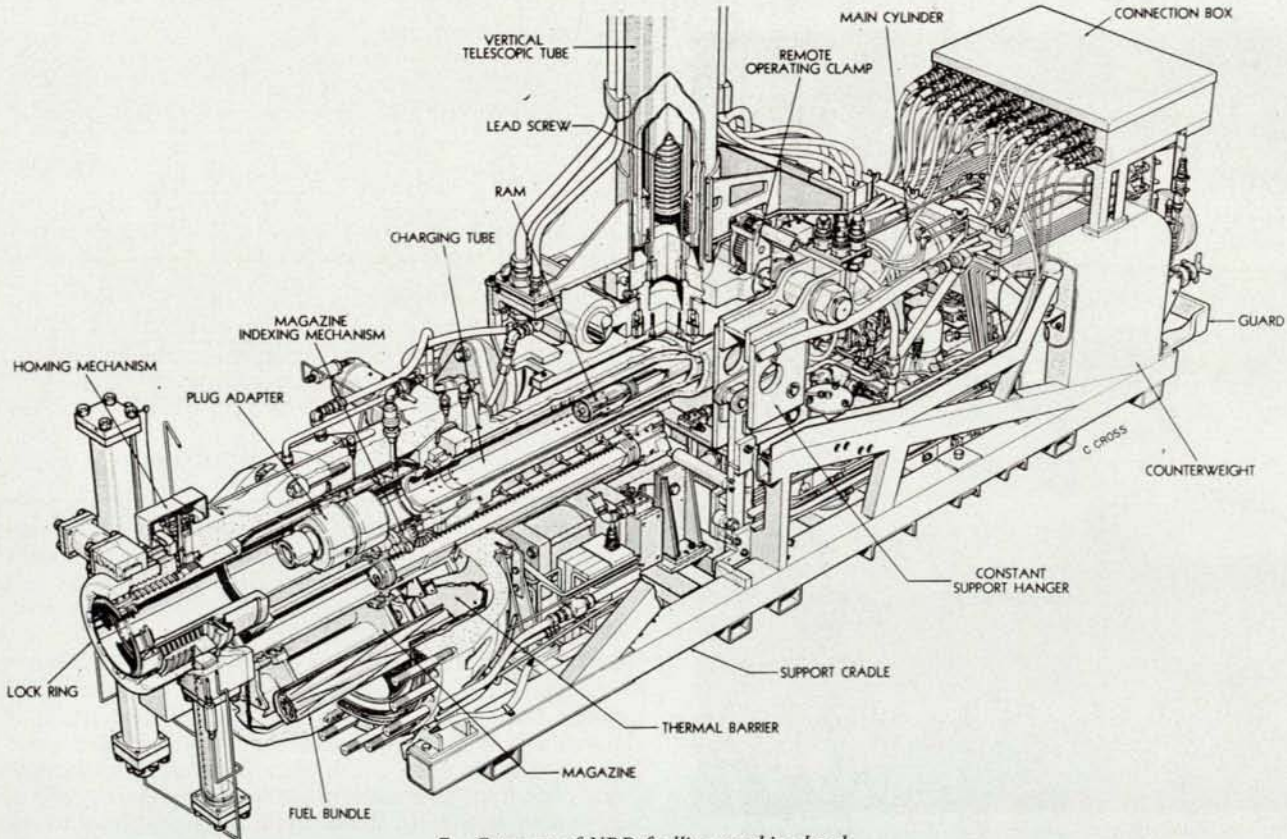 VERTICAL
TELESCOPIC TUBE
MAIN CYLINDER
CONNECTION BOX
REMOTE
OPERATING CLAMP
LEAD SCREW
RAM
CHARGING TUBE
MAGAZINE
INDEXING MECHANISM
HOMING MECHANISM
PLUG ADAPTER
GUARD
C CROSS
COUNTERWEIGHT
CONSTANT
SUPPORT HANGER
SUPPORT CRADLE
LOCK RING
THERMAL BARRIER
MAGAZINE
FUEL BUNDLE